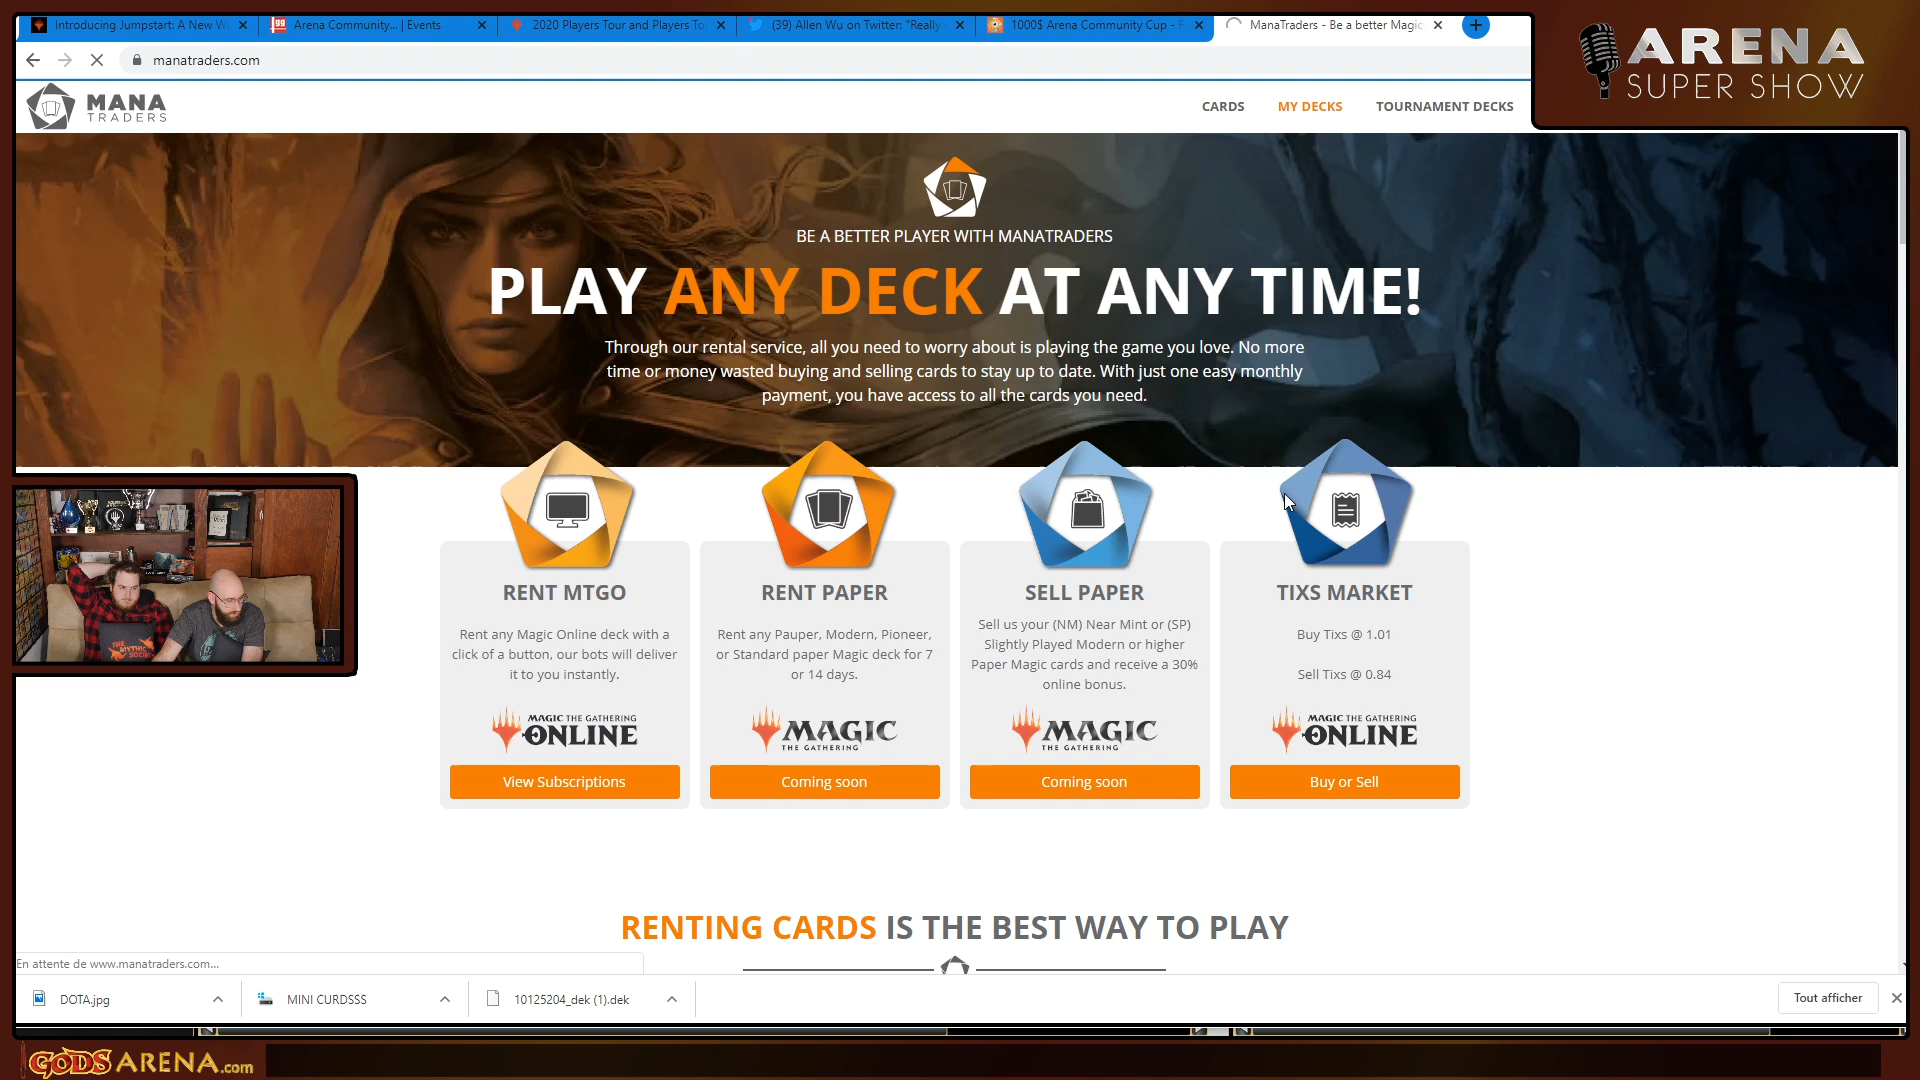 Introducing Jumpstart: A New W
Arena Community... | Events
2020 Players Tour and Players To
(39) Allen Wu on Twitter: "Really
1000$ Arena Community Cup - F
ManaTraders - Be a better Magic
manatraders.com
ARENA
SUPER SHOW
MANA
TRADERS
CARDS
MY DECKS
TOURNAMENT DECKS
BE A BETTER PLAYER WITH MANATRADERS
PLAY ANY DECK AT ANY TIME!
Through our rental service, all you need to worry about is playing the game you love. No more
time or money wasted buying and selling cards to stay up to date. With just one easy monthly
payment, you have access to all the cards you need.
RENT MTGO
Rent any Magic Online deck with a
click of a button, our bots will deliver
it to you instantly.
MAGIC THE GATHERING
ONLINE
View Subscriptions
RENT PAPER
Rent any Pauper, Modern, Pioneer,
or Standard paper Magic deck for 7
or 14 days.
MAGIC
THE GATHERING
Coming soon
SELL PAPER
Sell us your (NM) Near Mint or (SP)
Slightly Played Modern or higher
Paper Magic cards and receive a 30%
online bonus.
MAGIC
THE GATHERING
Coming soon
TIXS MARKET
Buy Tixs @ 1.01
Sell Tixs @ 0.84
MAGIC THE GATHERING
ONLINE
Buy or Sell
THE
MYTHIC
SOCIETY
RENTING CARDS IS THE BEST WAY TO PLAY
En attente de www.manatraders.com...
DOTA.jpg
MINI CURDSSS
10125204_dek (1).dek
Tout afficher
GODSARENA.com